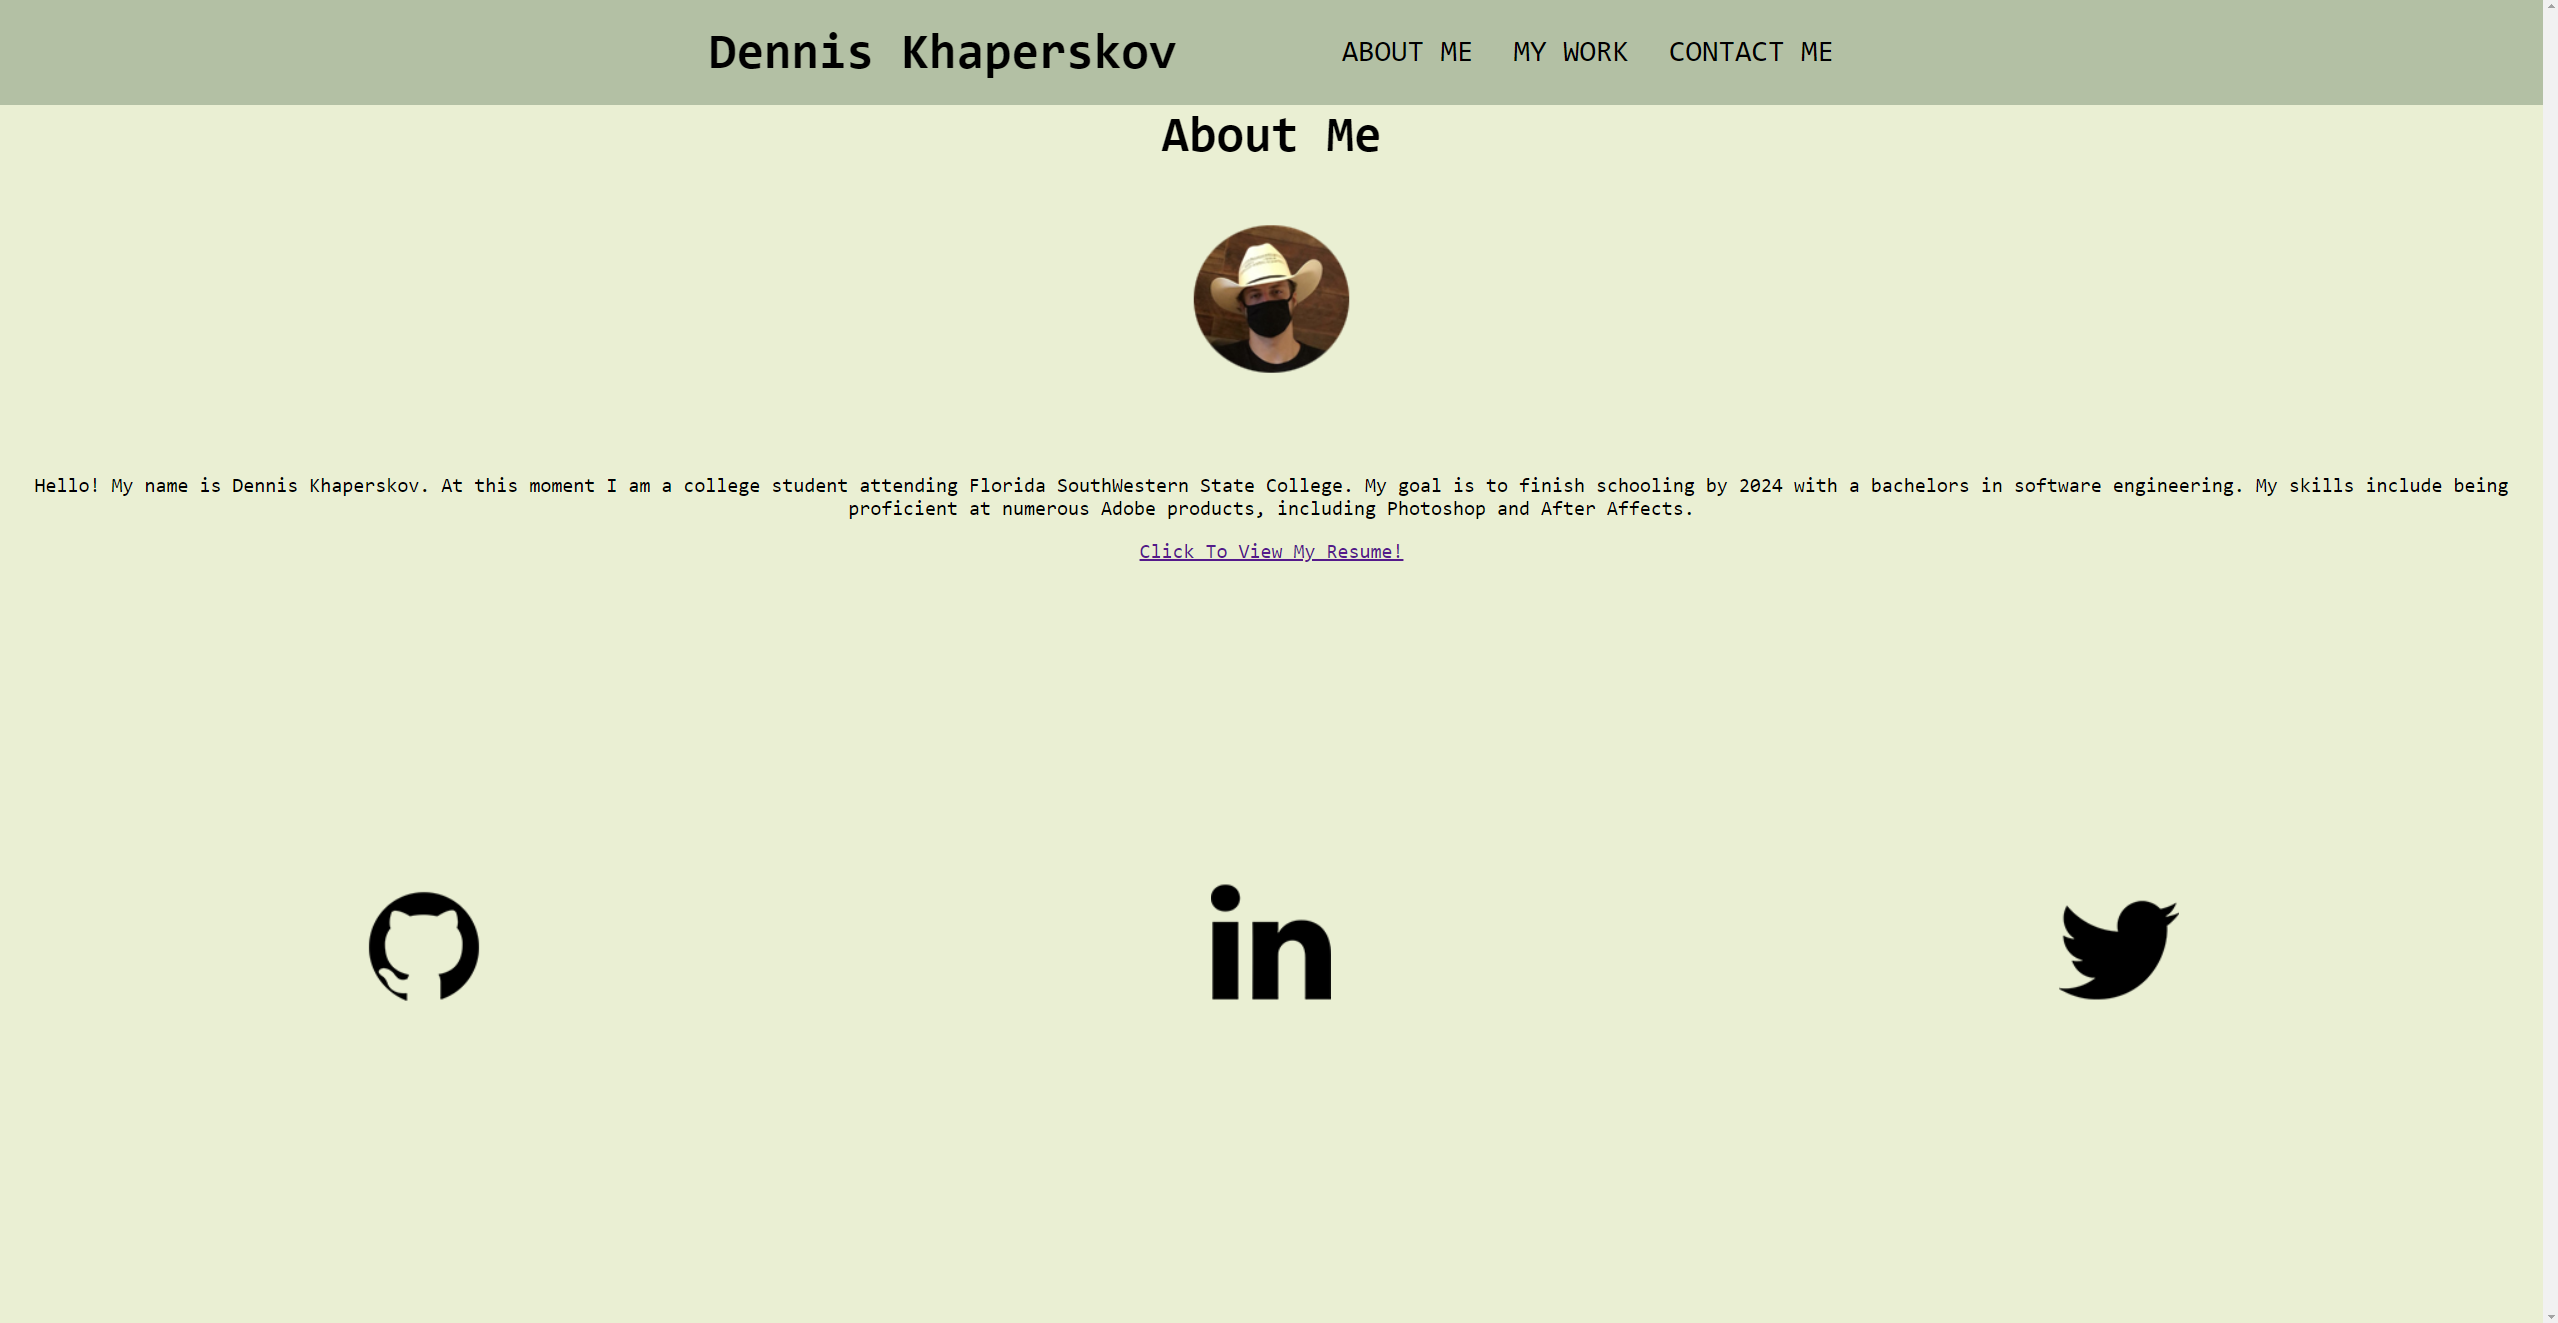 Dennis Khaperskov
ABOUT ME MY WORK CONTACT ME
About Me
Hello! My name is Dennis Khaperskov. At this moment I am a college student attending Florida SouthWestern State College. My goal is to finish schooling by 2024 with a bachelors in software engineering. My skills include being
proficient at numerous Adobe products, including Photoshop and After Affects.
Click To View My Resume!
in